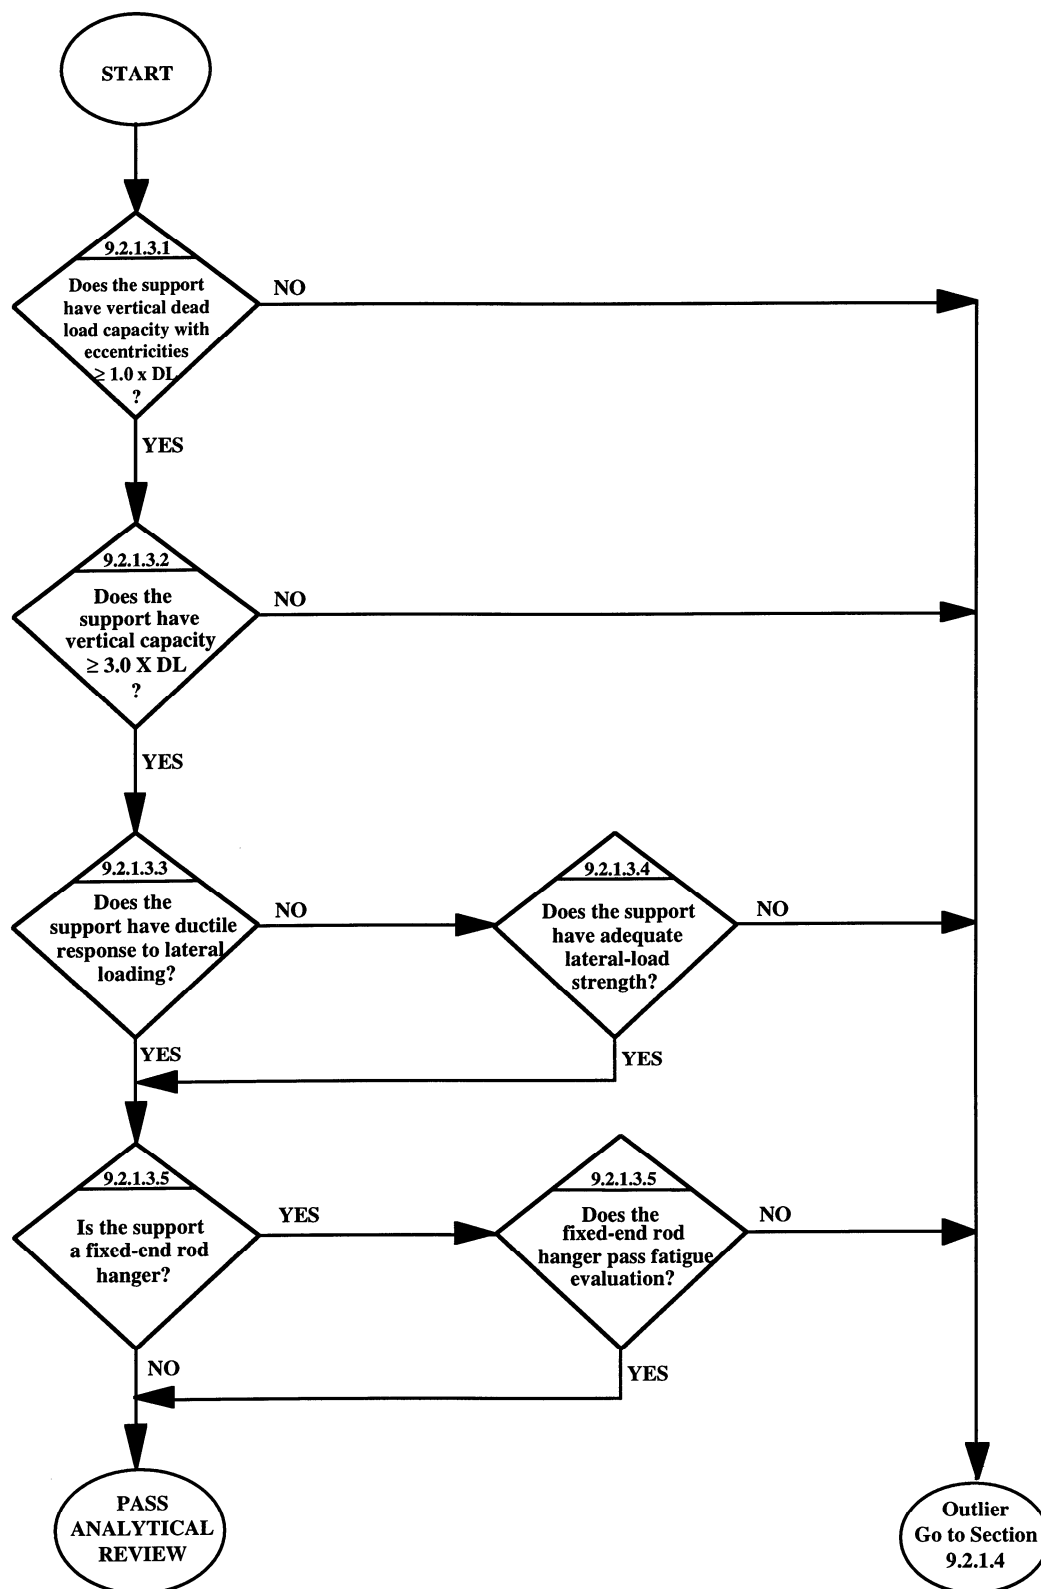 START
9.2.1.3.1
Does the support
have vertical dead
load capacity with
eccentricities
≥ 1.0 x DL
?
NO
YES
9.2.1.3.2
Does the
support have
vertical capacity
≥ 3.0 X DL
?
NO
YES
9.2.1.3.3
Does the
support have ductile
response to lateral
loading?
NO
YES
9.2.1.3.4
Does the support
have adequate
lateral-load
strength?
NO
YES
9.2.1.3.5
Is the support
a fixed-end rod
hanger?
YES
NO
9.2.1.3.5
Does the
fixed-end rod
hanger pass fatigue
evaluation?
NO
YES
PASS
ANALYTICAL
REVIEW
Outlier
Go to Section
9.2.1.4